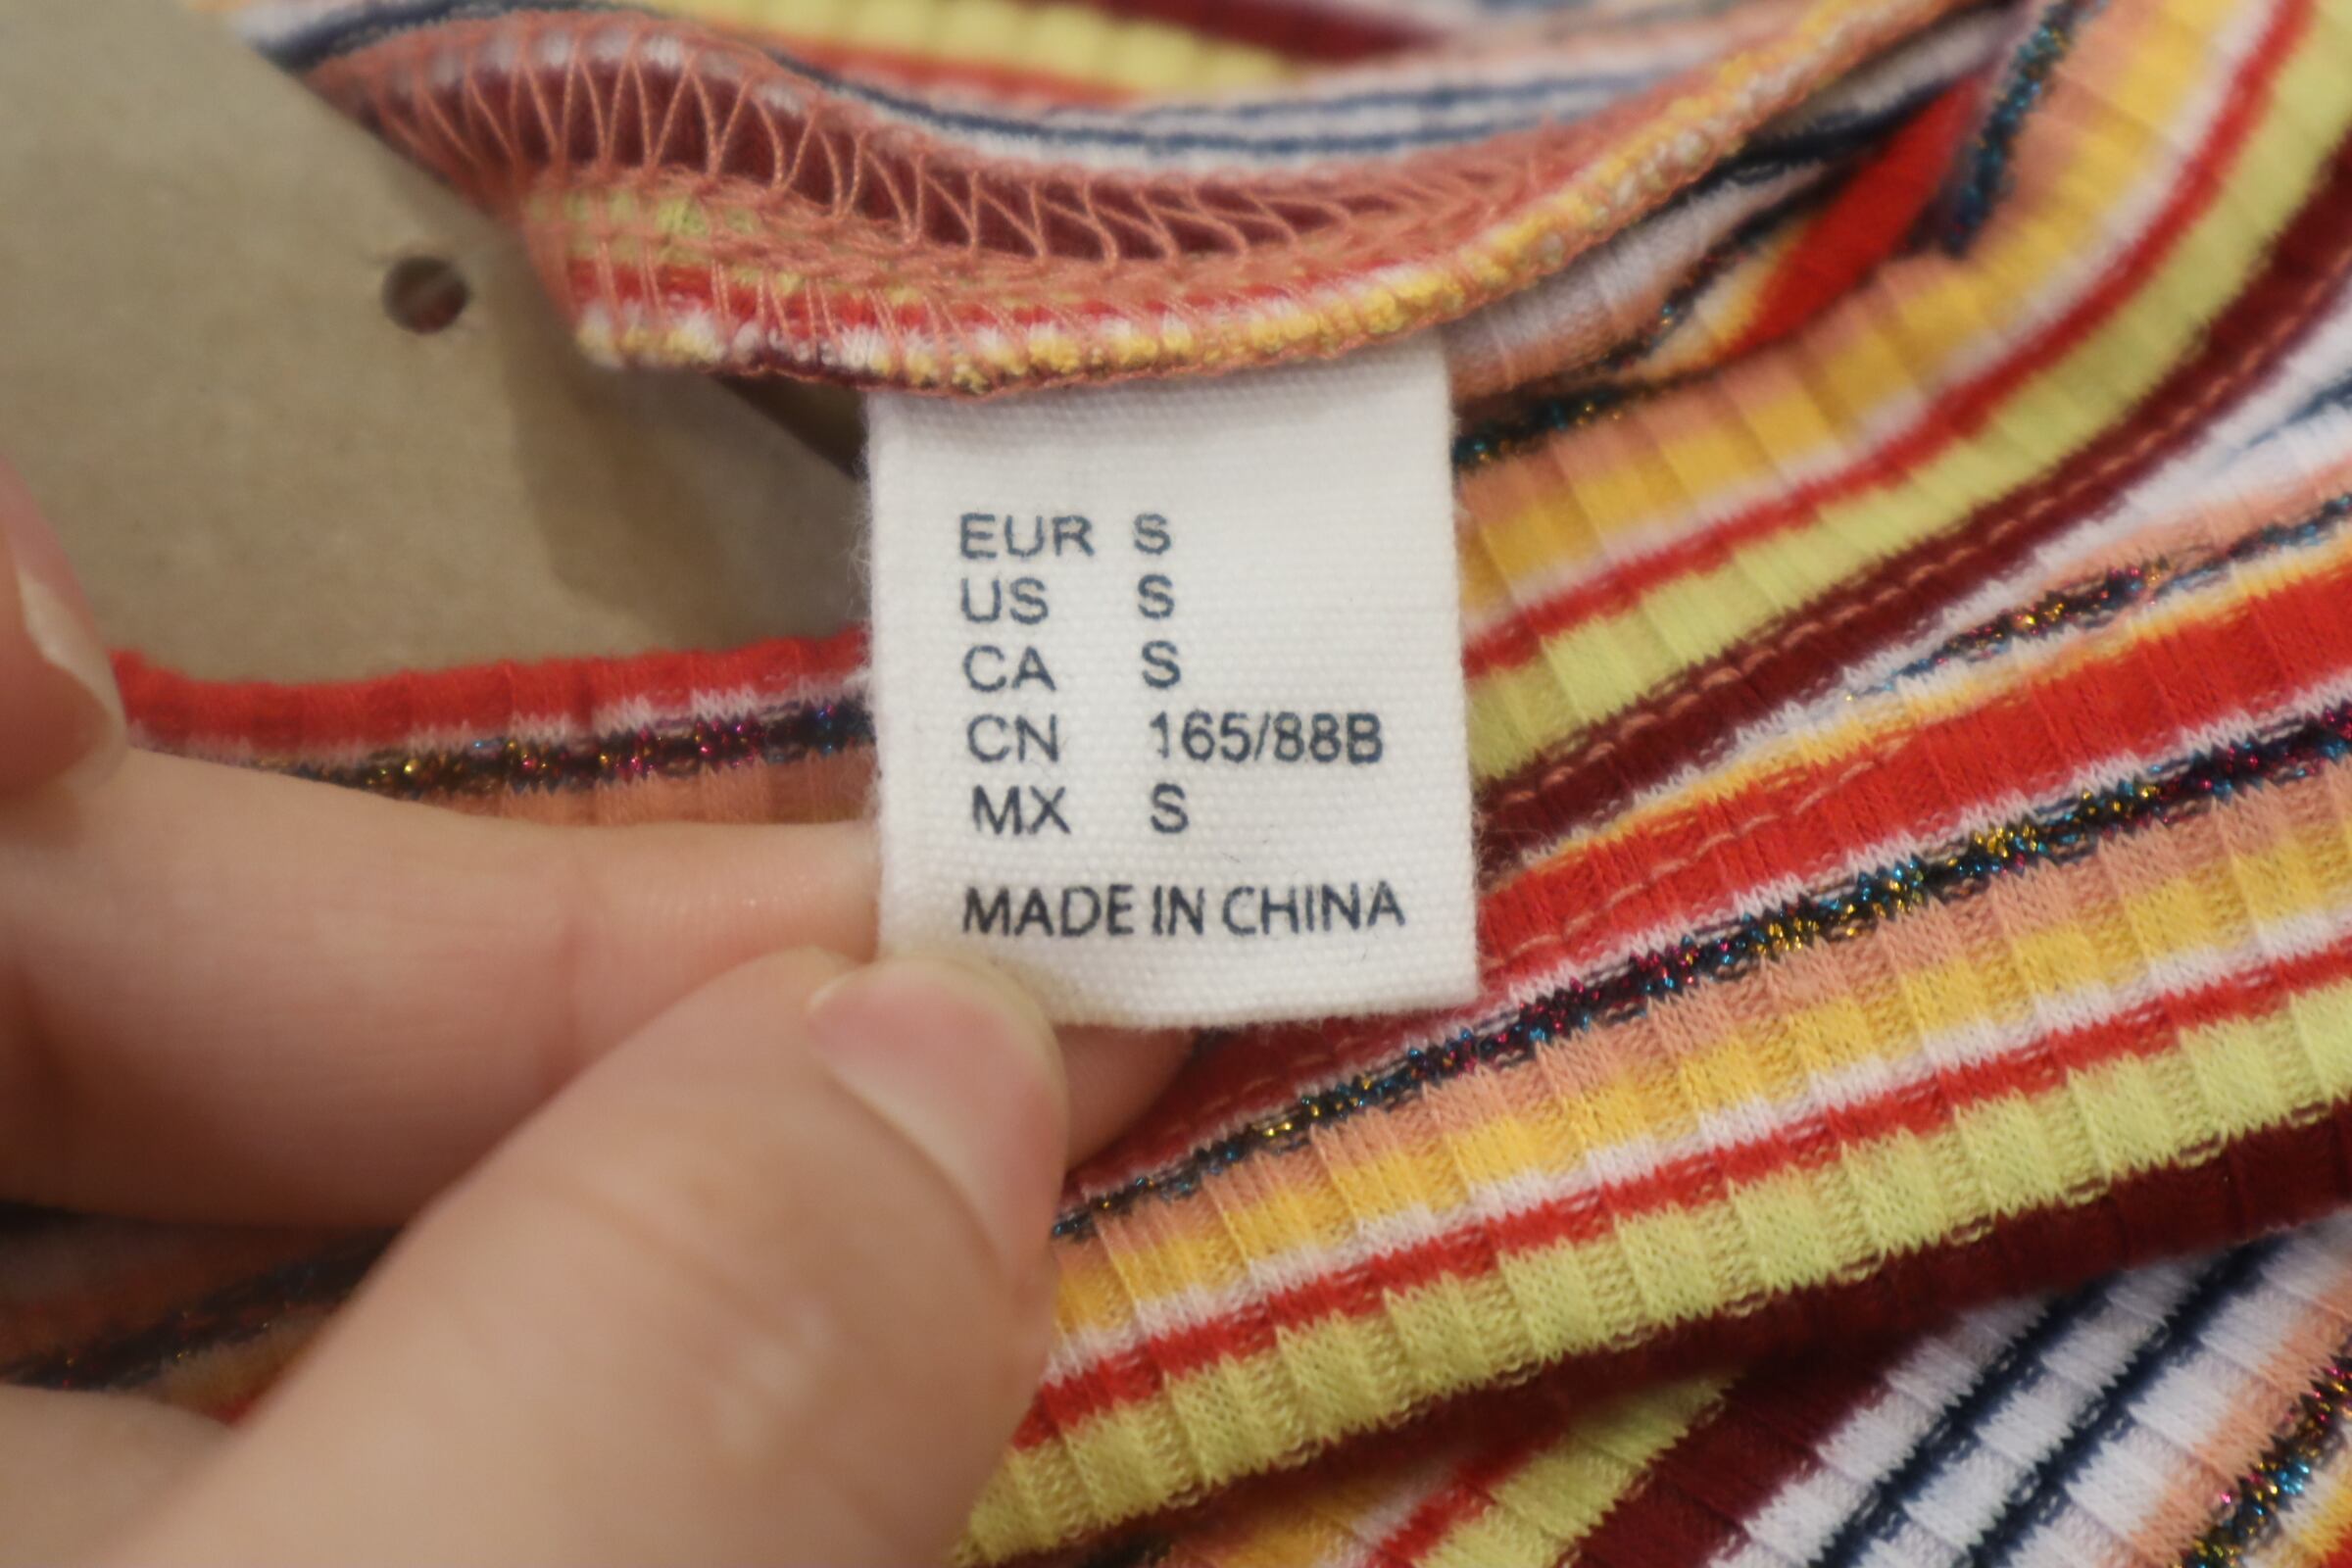 EUR S
US S
CA S
CN 165/88B
MX S
MADE IN CHINA